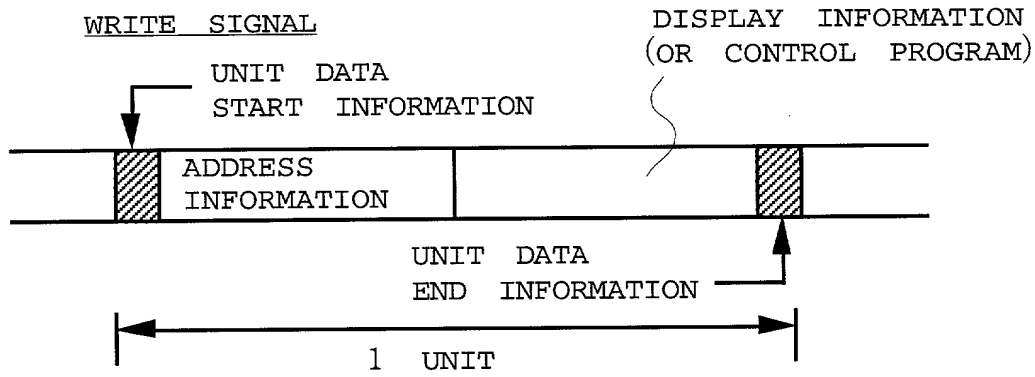 WRITE SIGNAL
DISPLAY INFORMATION
(OR CONTROL PROGRAM)
UNIT DATA
START INFORMATION
ADDRESS
INFORMATION
UNIT DATA
END INFORMATION
1 UNIT